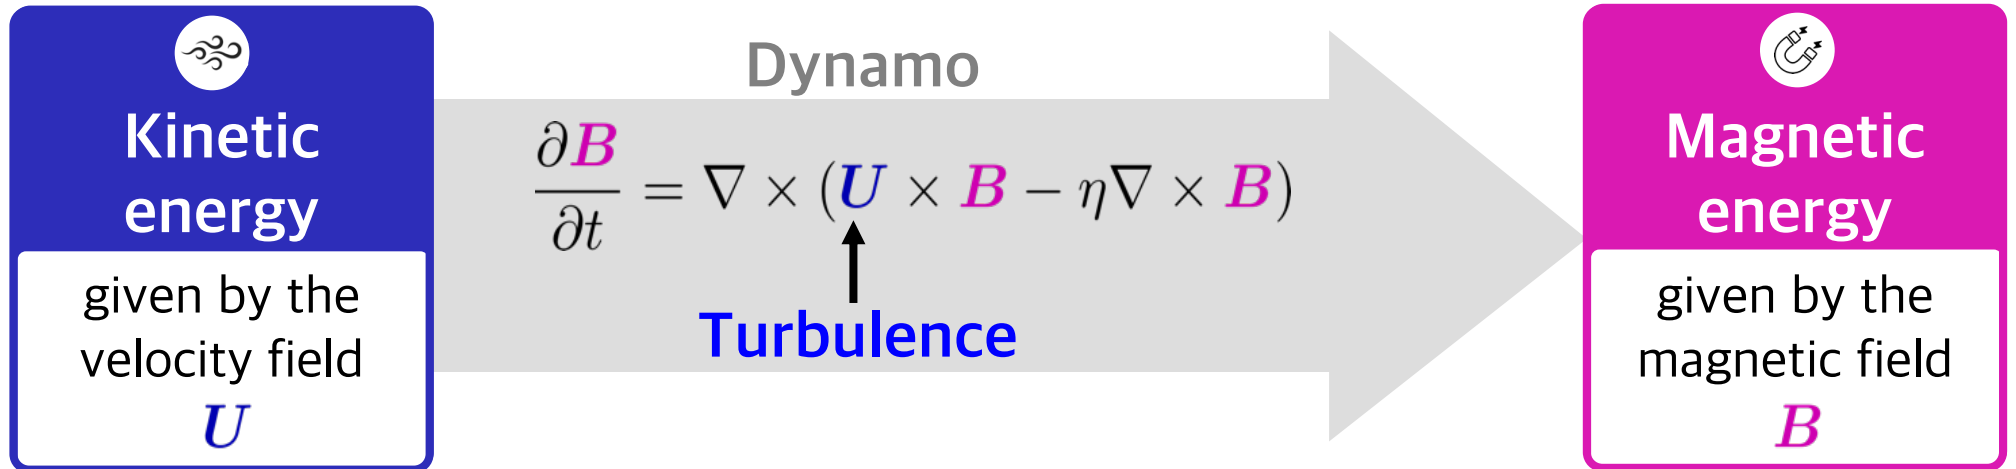 Kinetic
energy
given by the
velocity field
U
Dynamo
∂B/∂t = ∇ × (U × B − η∇ × B)
Turbulence
Magnetic
energy
given by the
magnetic field
B